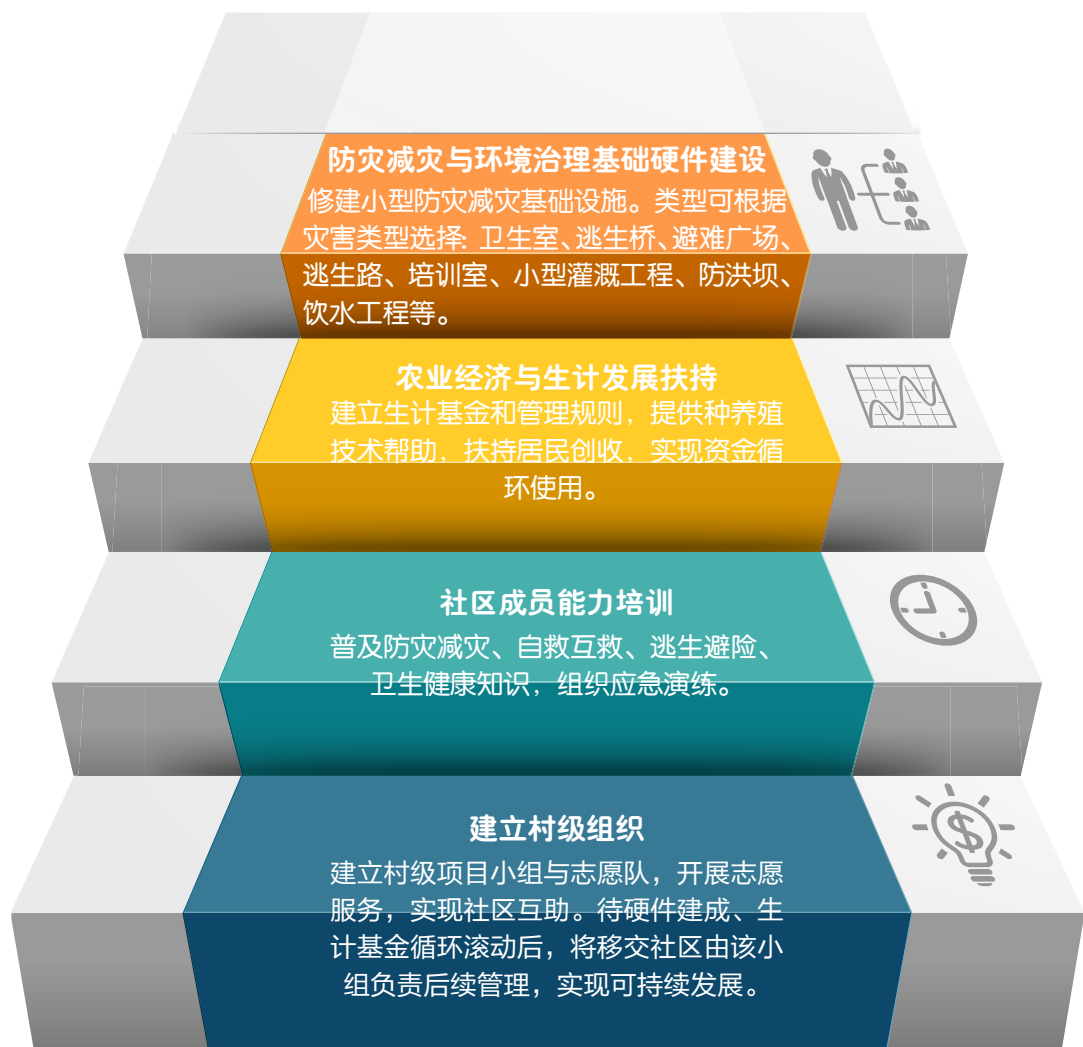 防灾减灾与环境治理基础硬件建设
修建小型防灾减灾基础设施。类型可根据
灾害类型选择：卫生室、逃生桥、避难广场、
逃生路、培训室、小型灌溉工程、防洪坝、
饮水工程等。
农业经济与生计发展扶持
建立生计基金和管理规则，提供种养殖
技术帮助，扶持居民创收，实现资金循
环使用。
社区成员能力培训
普及防灾减灾、自救互救、逃生避险、
卫生健康知识，组织应急演练。
建立村级组织
建立村级项目小组与志愿队，开展志愿
服务，实现社区互助。待硬件建成、生
计基金循环滚动后，将移交社区由该小
组负责后续管理，实现可持续发展。
$